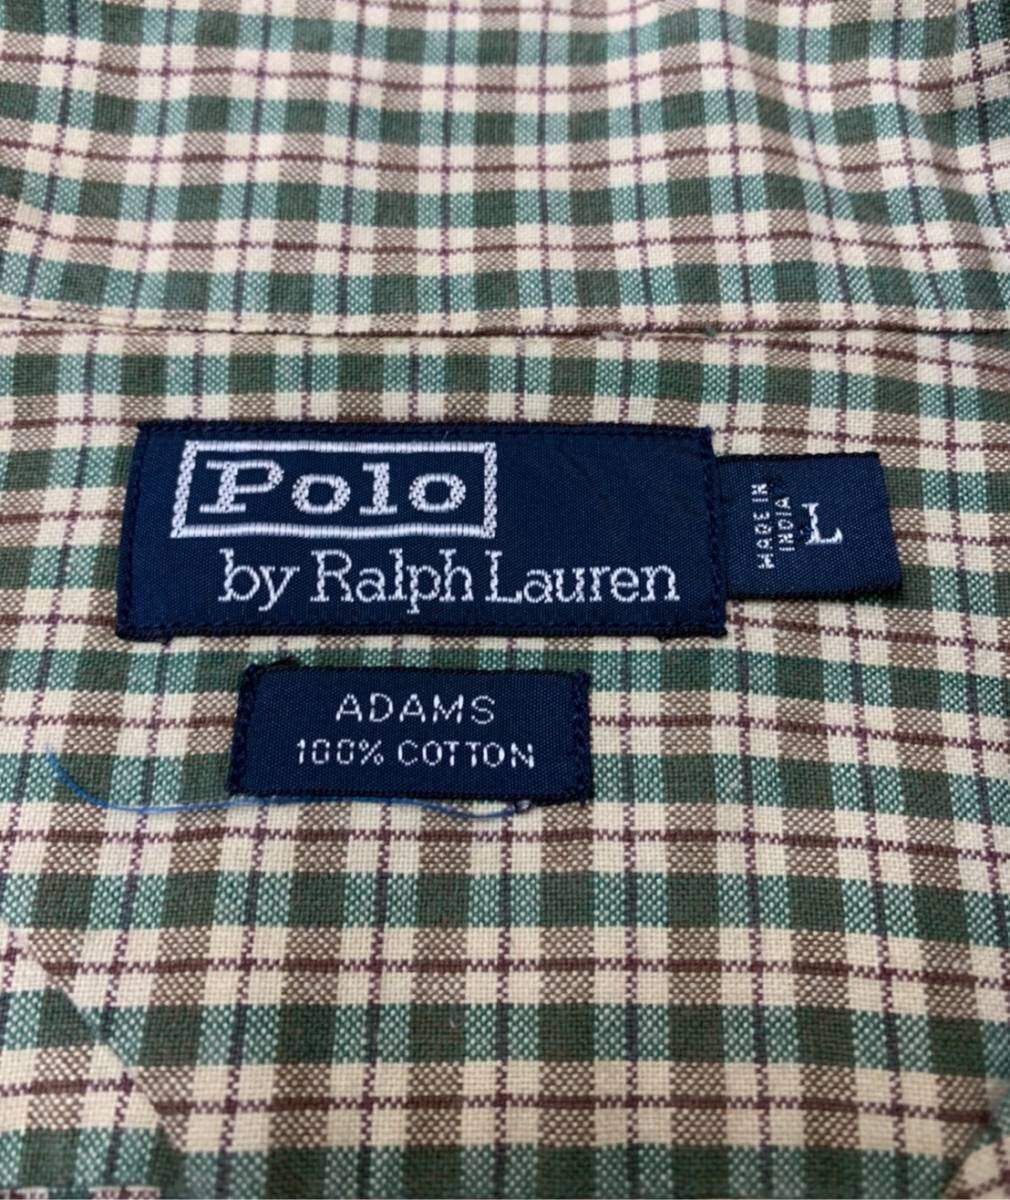 Polo
by Ralph Lauren
MADE IN
INDIA
L
ADAMS
100% COTTON